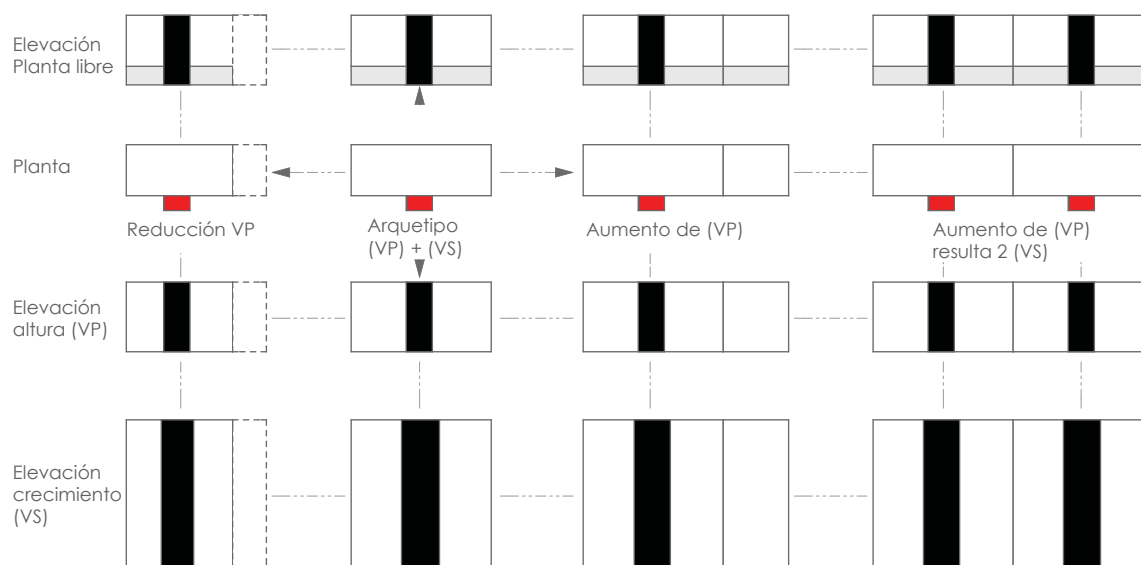 Elevación
Planta libre
Planta
Reducción VP
Arquetipo
(VP) + (VS)
Aumento de (VP)
Aumento de (VP)
resulta 2 (VS)
Elevación
altura (VP)
Elevación
crecimiento
(VS)